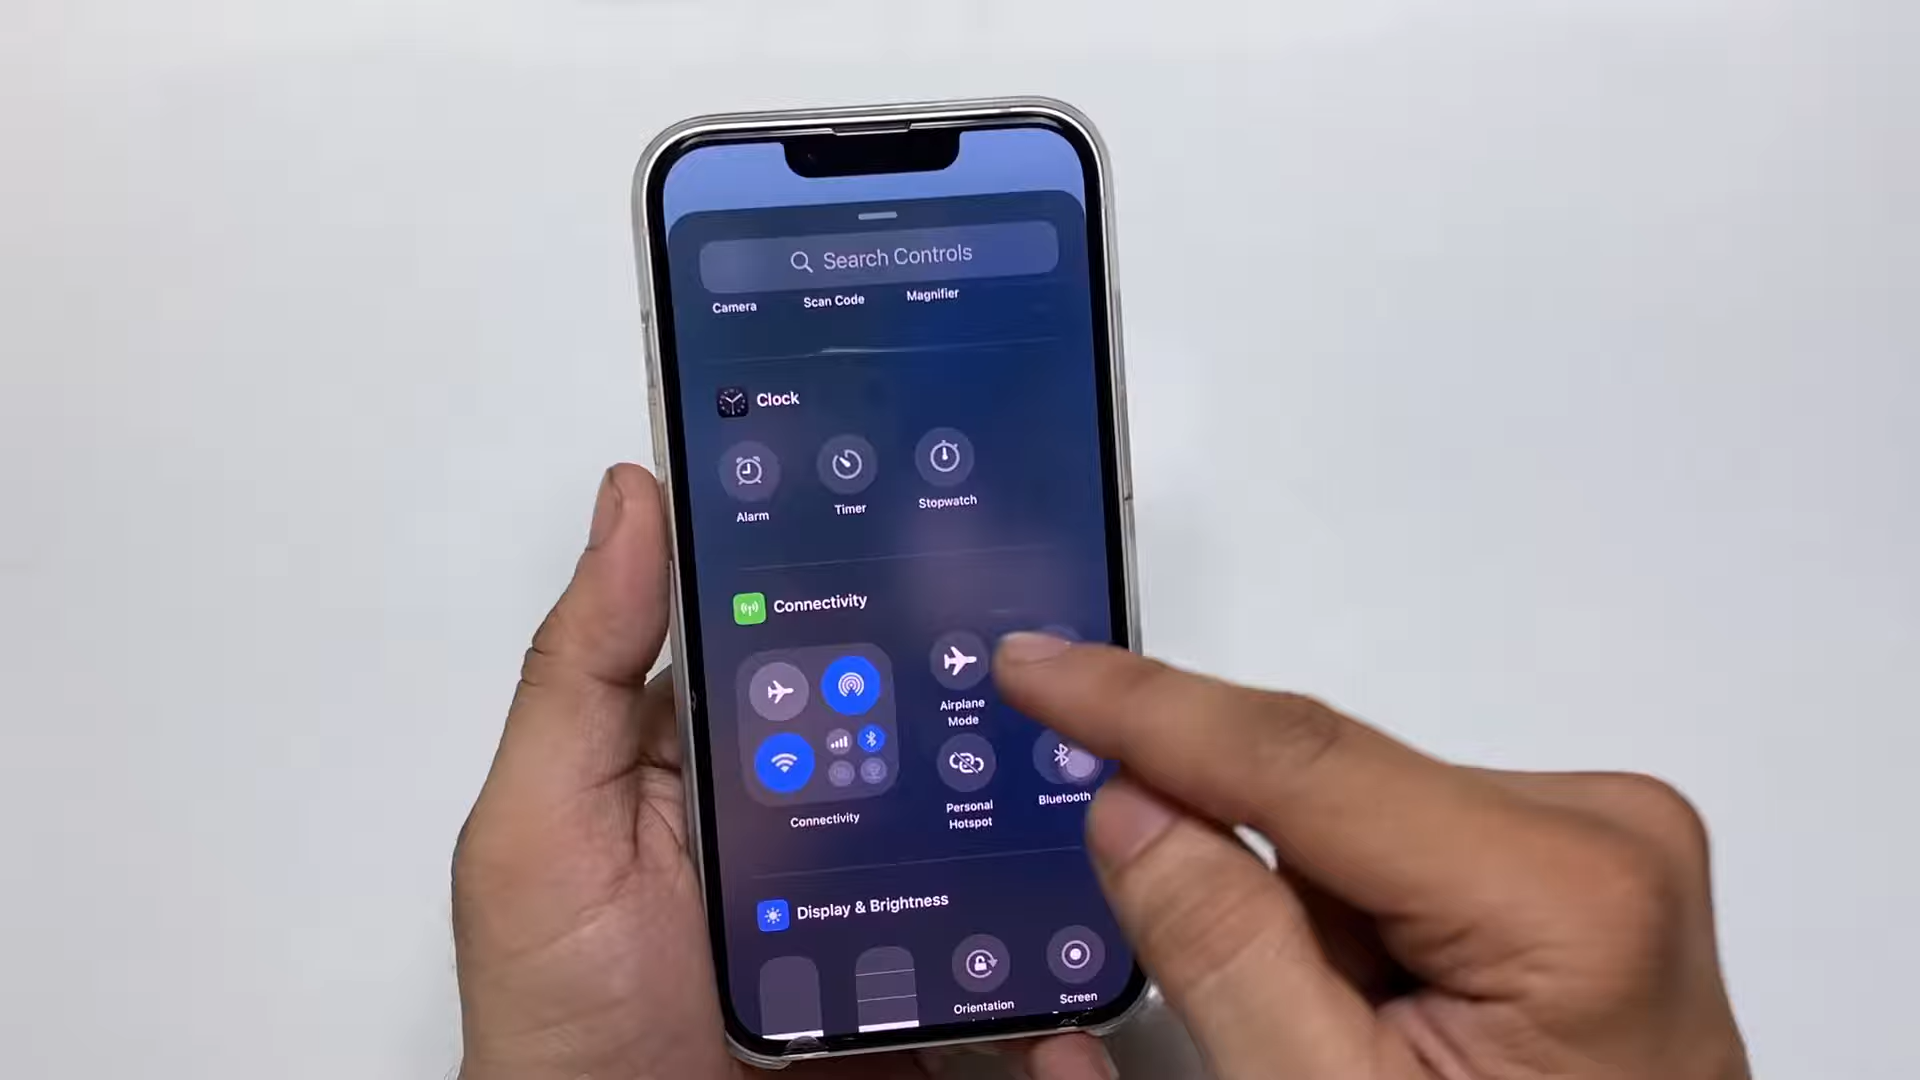 Search Controls
Camera
Scan Code
Magnifier
Clock
Alarm
Timer
Stopwatch
Connectivity
Airplane
Mode
Personal
Hotspot
Bluetooth
Connectivity
Display & Brightness
Orientation
Screen